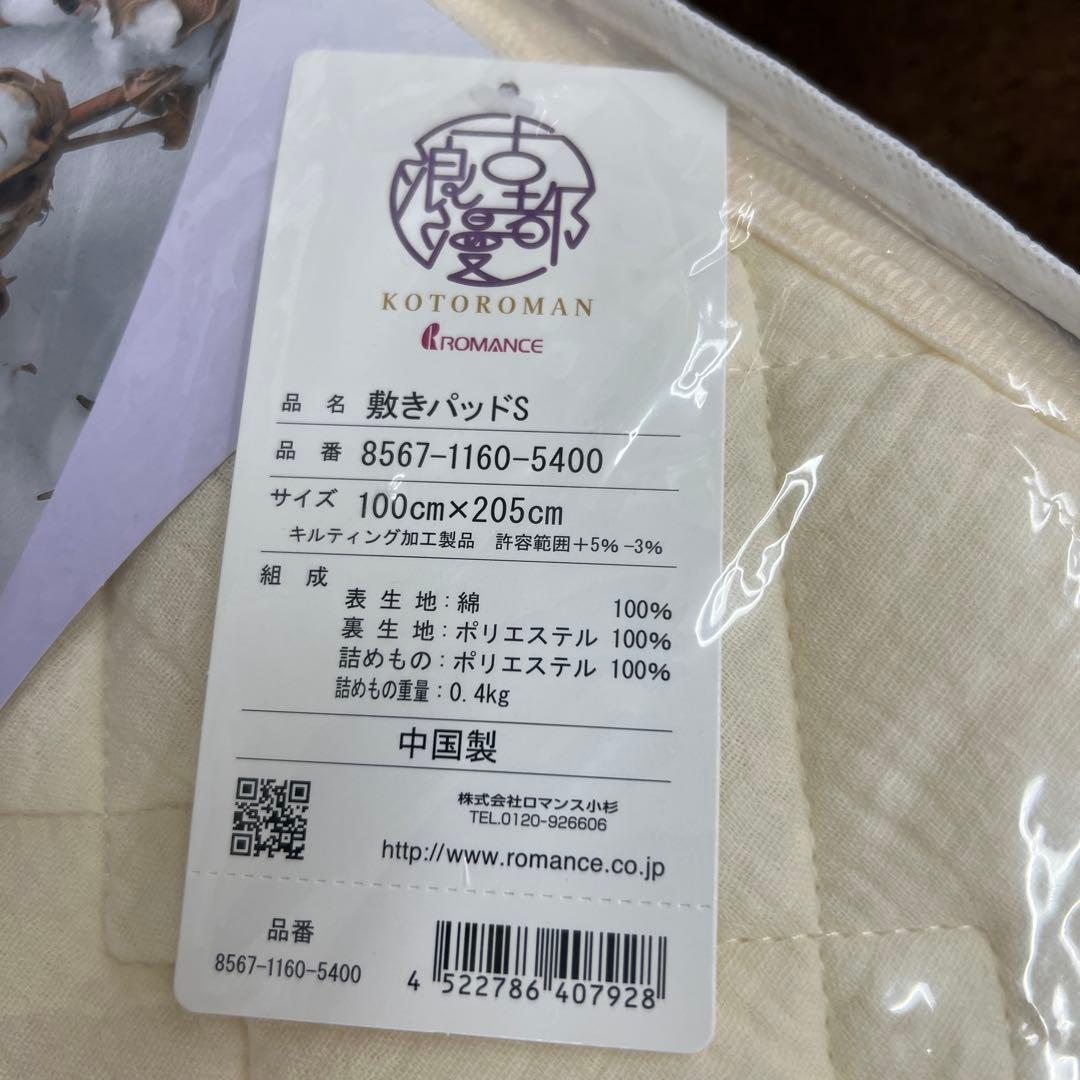 古都
浪漫
KOTOROMAN
ROMANCE
品 名 敷きパッドS
品 番 8567-1160-5400
サイズ 100cm×205cm
キルティング加工製品 許容範囲+5% -3%
組 成
表 生 地:綿 100%
裏 生 地:ポリエステル 100%
詰めもの:ポリエステル 100%
詰めもの重量:0.4kg
中国製
株式会社ロマンス小杉
TEL.0120-926606
http://www.romance.co.jp
品番
8567-1160-5400
4 522786 407928